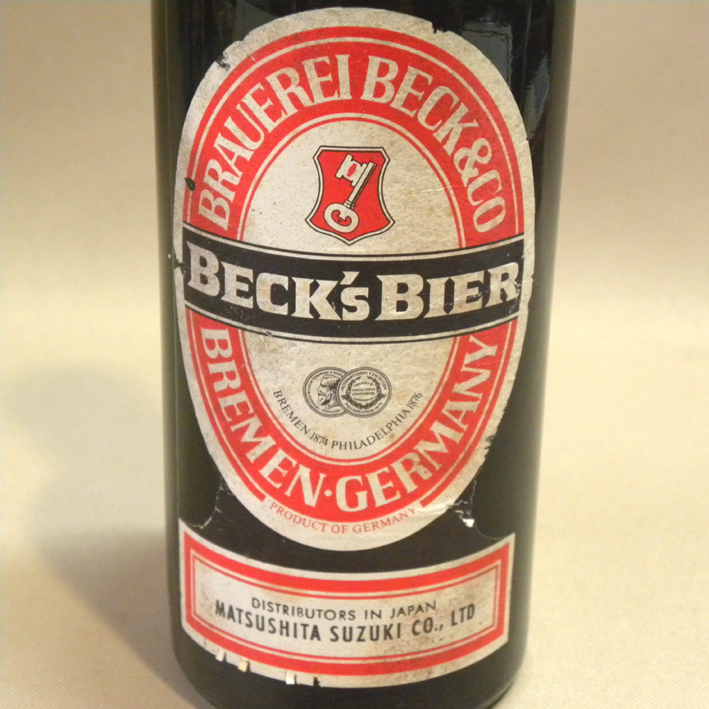 BRAUEREI BECK & CO
BECK'S BIER
BREMEN 1874 PHILADELPHIA 1876
BREMEN·GERMANY
PRODUCT OF GERMANY
DISTRIBUTORS IN JAPAN
MATSUSHITA SUZUKI CO., LTD